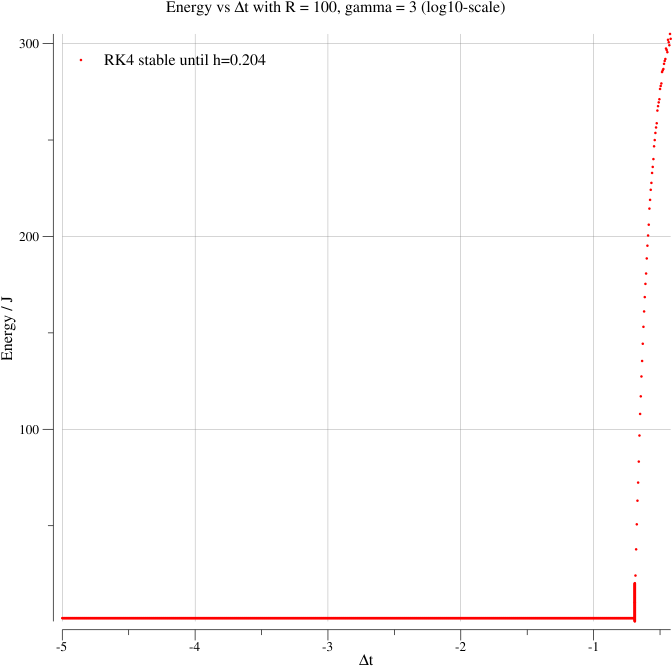 Energy vs Δt with R = 100, gamma = 3 (log10-scale)
RK4 stable until h=0.204
300
200
100
Energy / J
-5 -4 -3 -2 -1
Δt